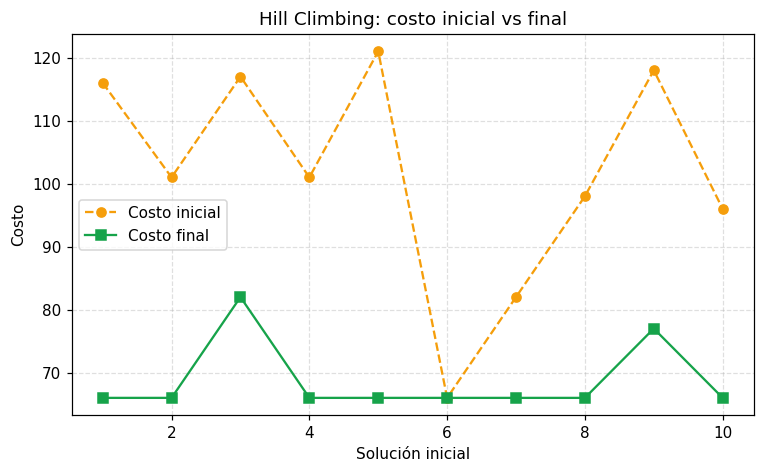 Hill Climbing: costo inicial vs final
Costo
120
110
100
90
80
70
Costo inicial
Costo final
2
4
6
8
10
Solución inicial